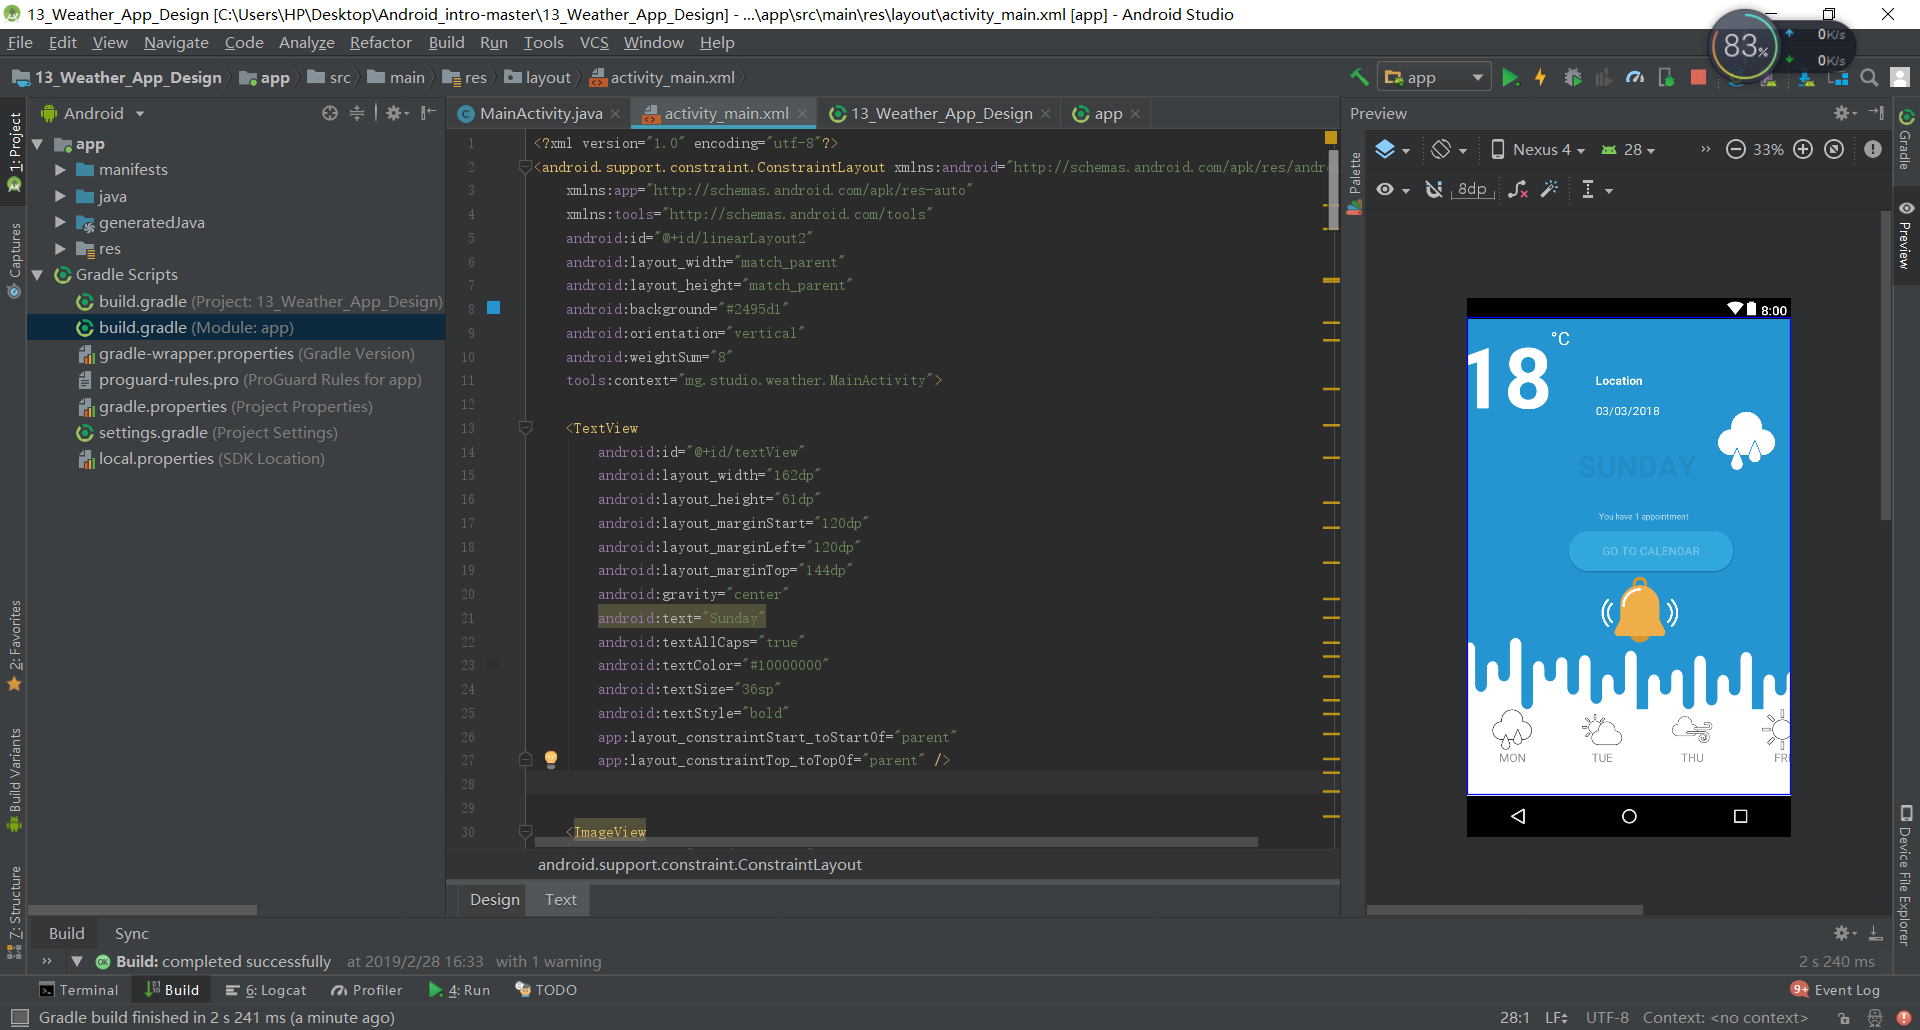 13_Weather_App_Design [C:\Users\HP\Desktop\Android_intro-master\13_Weather_App_Design] - ...\app\src\main\res\layout\activity_main.xml [app] - Android Studio
File Edit View Navigate Code Analyze Refactor Build Run Tools VCS Window Help
83% 0K/s 0K/s
13_Weather_App_Design app src main res layout activity_main.xml app
Android MainActivity.java activity_main.xml 13_Weather_App_Design app Preview
1: Project
Captures
2: Favorites
Build Variants
Z: Structure
app
manifests
java
generatedJava
res
Gradle Scripts
build.gradle (Project: 13_Weather_App_Design)
build.gradle (Module: app)
gradle-wrapper.properties (Gradle Version)
proguard-rules.pro (ProGuard Rules for app)
gradle.properties (Project Properties)
settings.gradle (Project Settings)
local.properties (SDK Location)
1 <?xml version="1.0" encoding="utf-8"?>
2 <android.support.constraint.ConstraintLayout xmlns:android="http://schemas.android.com/apk/res/andro
3 xmlns:app="http://schemas.android.com/apk/res-auto"
4 xmlns:tools="http://schemas.android.com/tools"
5 android:id="@+id/linearLayout2"
6 android:layout_width="match_parent"
7 android:layout_height="match_parent"
8 android:background="#2495d1"
9 android:orientation="vertical"
10 android:weightSum="8"
11 tools:context="mg.studio.weather.MainActivity">
12
13 <TextView
14 android:id="@+id/textView"
15 android:layout_width="162dp"
16 android:layout_height="61dp"
17 android:layout_marginStart="120dp"
18 android:layout_marginLeft="120dp"
19 android:layout_marginTop="144dp"
20 android:gravity="center"
21 android:text="Sunday"
22 android:textAllCaps="true"
23 android:textColor="#10000000"
24 android:textSize="36sp"
25 android:textStyle="bold"
26 app:layout_constraintStart_toStartOf="parent"
27 app:layout_constraintTop_toTopOf="parent" />
28
29
30 <ImageView
android.support.constraint.ConstraintLayout
Design Text
Palette
Nexus 4 28 33%
8dp
8:00
18 °C
Location
03/03/2018
SUNDAY
You have 1 appointment
GO TO CALENDAR
MON TUE THU FRI
Gradle
Preview
Device File Explorer
Build Sync
Build: completed successfully at 2019/2/28 16:33 with 1 warning 2 s 240 ms
Terminal Build 6: Logcat Profiler 4: Run TODO 9+ Event Log
Gradle build finished in 2 s 241 ms (a minute ago) 28:1 LF UTF-8 Context: <no context>